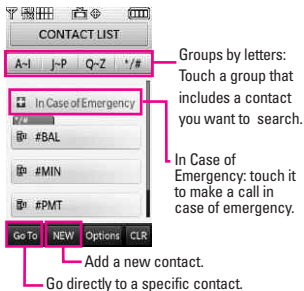 CONTACT LIST
A~I J~P Q~Z */#
In Case of Emergency
*/#
#BAL
#MIN
#PMT
Go To NEW Options CLR
Groups by letters:
Touch a group that
includes a contact
you want to search.
In Case of
Emergency: touch it
to make a call in
case of emergency.
Add a new contact.
Go directly to a specific contact.